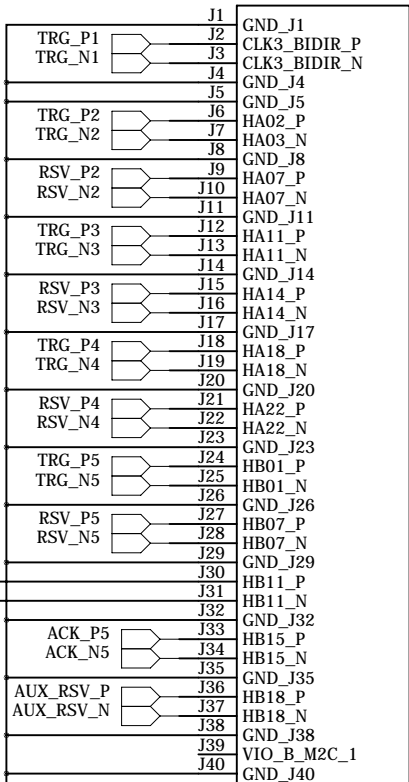 J1 GND_J1
TRG_P1 J2 CLK3_BIDIR_P
TRG_N1 J3 CLK3_BIDIR_N
J4 GND_J4
J5 GND_J5
TRG_P2 J6 HA02_P
TRG_N2 J7 HA03_N
J8 GND_J8
RSV_P2 J9 HA07_P
RSV_N2 J10 HA07_N
J11 GND_J11
TRG_P3 J12 HA11_P
TRG_N3 J13 HA11_N
J14 GND_J14
RSV_P3 J15 HA14_P
RSV_N3 J16 HA14_N
J17 GND_J17
TRG_P4 J18 HA18_P
TRG_N4 J19 HA18_N
J20 GND_J20
RSV_P4 J21 HA22_P
RSV_N4 J22 HA22_N
J23 GND_J23
TRG_P5 J24 HB01_P
TRG_N5 J25 HB01_N
J26 GND_J26
RSV_P5 J27 HB07_P
RSV_N5 J28 HB07_N
J29 GND_J29
J30 HB11_P
J31 HB11_N
J32 GND_J32
ACK_P5 J33 HB15_P
ACK_N5 J34 HB15_N
J35 GND_J35
AUX_RSV_P J36 HB18_P
AUX_RSV_N J37 HB18_N
J38 GND_J38
J39 VIO_B_M2C_1
J40 GND_J40